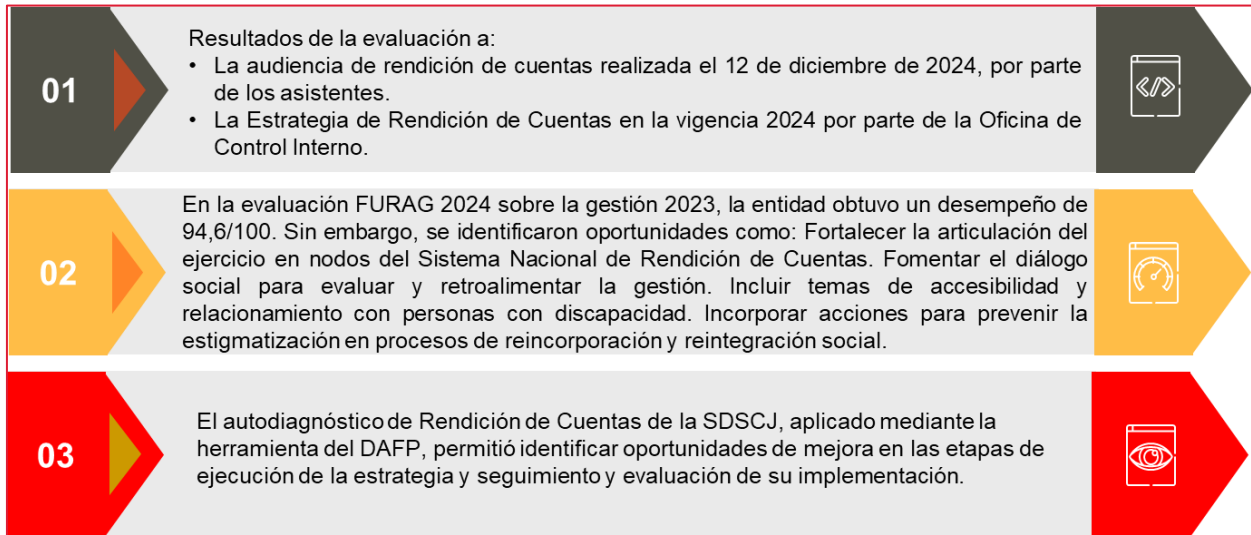 01
Resultados de la evaluación a:
• La audiencia de rendición de cuentas realizada el 12 de diciembre de 2024, por parte
de los asistentes.
• La Estrategia de Rendición de Cuentas en la vigencia 2024 por parte de la Oficina de
Control Interno.
</>
02
En la evaluación FURAG 2024 sobre la gestión 2023, la entidad obtuvo un desempeño de
94,6/100. Sin embargo, se identificaron oportunidades como: Fortalecer la articulación del
ejercicio en nodos del Sistema Nacional de Rendición de Cuentas. Fomentar el diálogo
social para evaluar y retroalimentar la gestión. Incluir temas de accesibilidad y
relacionamiento con personas con discapacidad. Incorporar acciones para prevenir la
estigmatización en procesos de reincorporación y reintegración social.
03
El autodiagnóstico de Rendición de Cuentas de la SDSCJ, aplicado mediante la
herramienta del DAFP, permitió identificar oportunidades de mejora en las etapas de
ejecución de la estrategia y seguimiento y evaluación de su implementación.